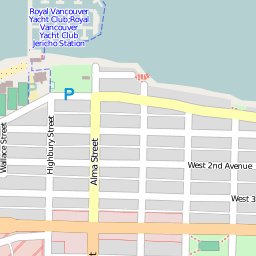 Royal Vancouver
Yacht Club;Royal
Vancouver
Yacht Club
Jericho Station
P
Wallace Street
Highbury Street
Alma Street
West 2nd Avenue
West 3